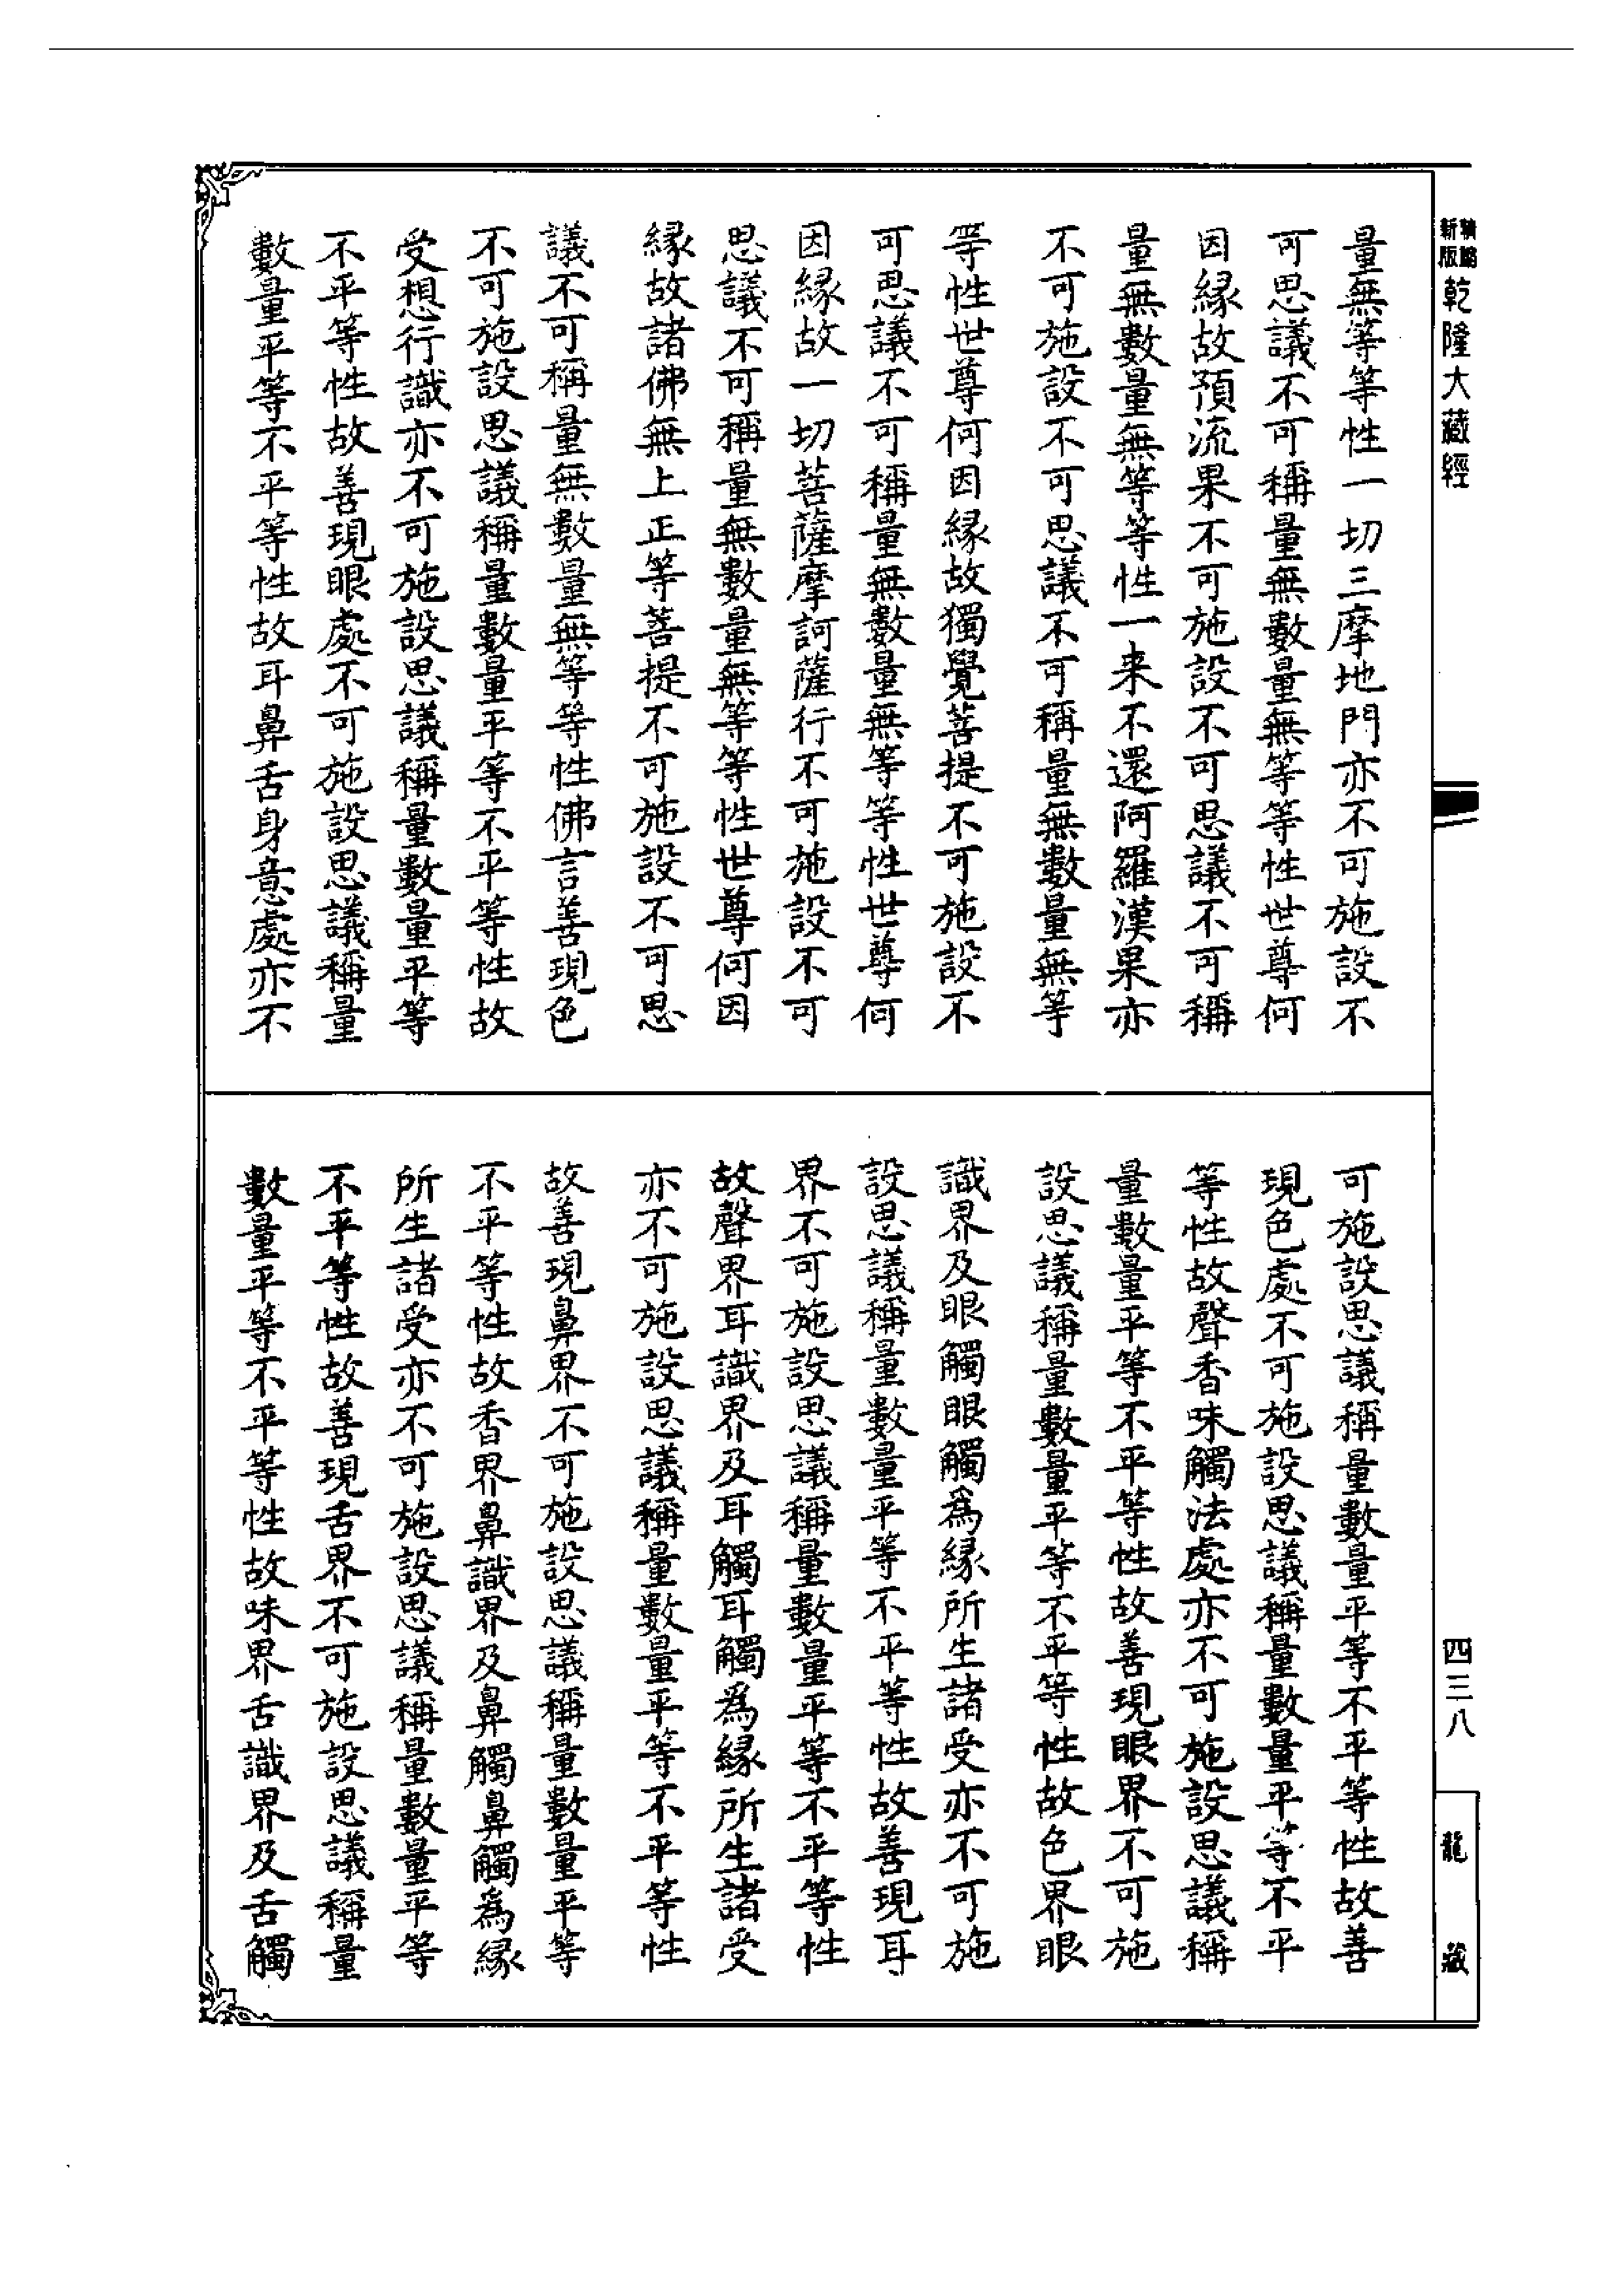 新版
精縮
乾隆大藏經
四三八
龍藏
量無等等性一切三摩地門亦不可施設不
可思議不可稱量無數量無等等性世尊何
因緣故預流果不可施設不可思議不可稱
量無數量無等等性一来不還阿羅漢果亦
不可施設不可思議不可稱量無數量無等
等性世尊何因緣故獨覺菩提不可施設不
可思議不可稱量無數量無等等性世尊何
因緣故一切菩薩摩訶薩行不可施設不可
思議不可稱量無數量無等等性世尊何因
緣故諸佛無上正等菩提不可施設不可思
議不可稱量無數量無等等性佛言善現色
不可施設思議稱量數量平等不平等性故
受想行識亦不可施設思議稱量數量平等
不平等性故善現眼處不可施設思議稱量
數量平等不平等性故耳鼻舌身意處亦不
可施設思議稱量數量平等不平等性故善
現色處不可施設思議稱量數量平等不平
等性故聲香味觸法處亦不可施設思議稱
量數量平等不平等性故善現眼界不可施
設思議稱量數量平等不平等性故色界眼
識界及眼觸眼觸為緣所生諸受亦不可施
設思議稱量數量平等不平等性故善現耳
界不可施設思議稱量數量平等不平等性
故聲界耳識界及耳觸耳觸為緣所生諸受
亦不可施設思議稱量數量平等不平等性
故善現鼻界不可施設思議稱量數量平等
不平等性故香界鼻識界及鼻觸鼻觸為緣
所生諸受亦不可施設思議稱量數量平等
不平等性故善現舌界不可施設思議稱量
數量平等不平等性故味界舌識界及舌觸